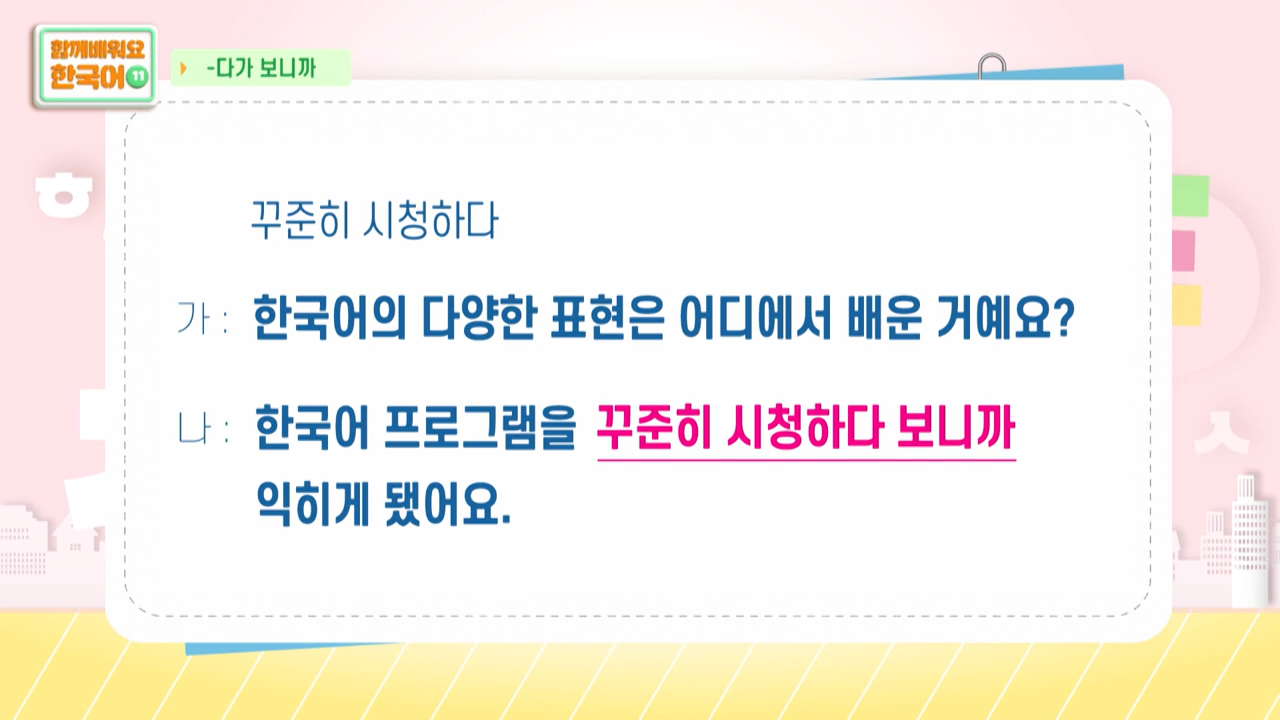 함께배워요
한국어 11
-다가 보니까
꾸준히 시청하다
가 : 한국어의 다양한 표현은 어디에서 배운 거예요?
나 : 한국어 프로그램을 꾸준히 시청하다 보니까
익히게 됐어요.